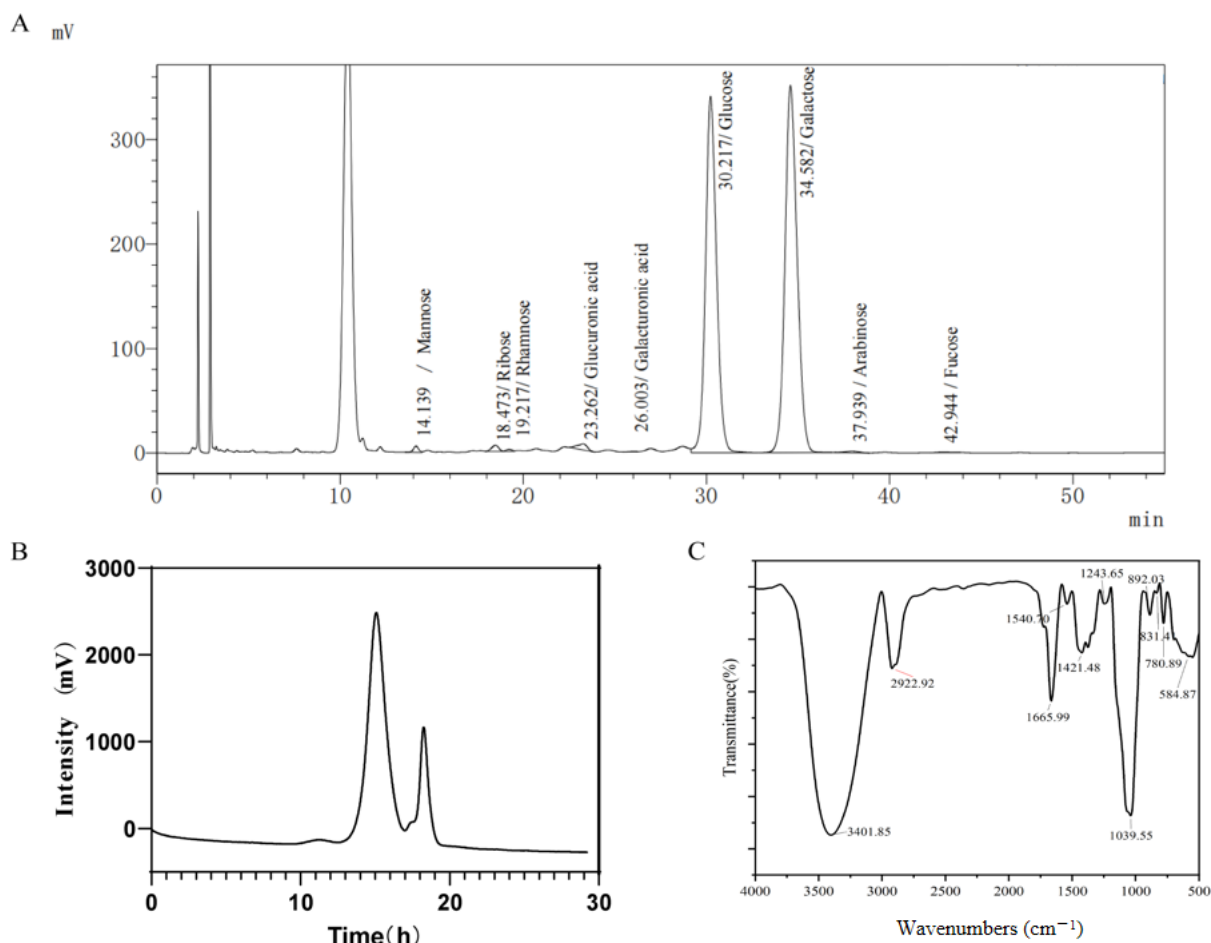 A
mV
300
200
100
0
14.139 / Mannose
18.473/ Ribose
19.217/ Rhamnose
23.262/ Glucuronic acid
26.003/ Galacturonic acid
30.217/ Glucose
34.582/ Galactose
37.939 / Arabinose
42.944 / Fucose
0 10 20 30 40 50
min
B
Intensity (mV)
3000
2000
1000
0
0 10 20 30
Time(h)
C
Transmittance(%)
3401.85
2922.92
1665.99
1540.70
1421.48
1243.65
1039.55
892.03
831.41
780.89
584.87
4000 3500 3000 2500 2000 1500 1000 500
Wavenumbers (cm⁻¹)